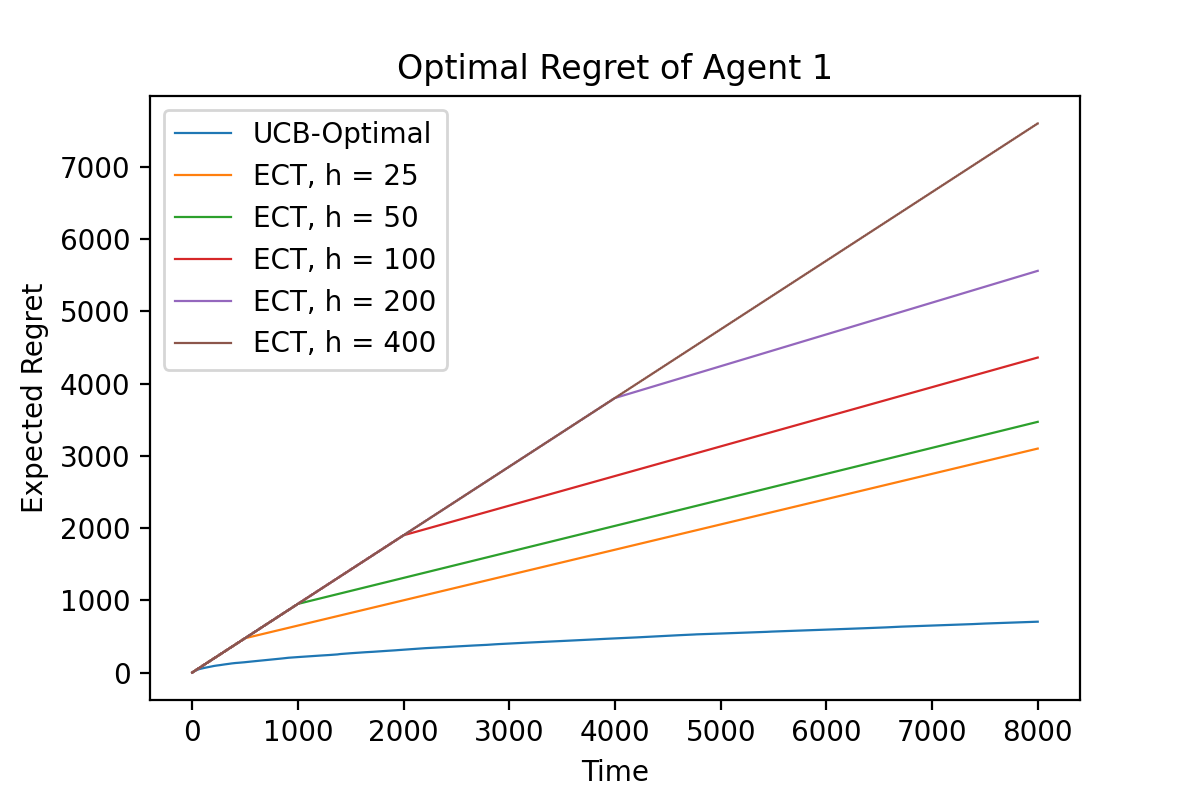 Optimal Regret of Agent 1
UCB-Optimal
ECT, h = 25
ECT, h = 50
ECT, h = 100
ECT, h = 200
ECT, h = 400
Expected Regret
7000
6000
5000
4000
3000
2000
1000
0
0 1000 2000 3000 4000 5000 6000 7000 8000
Time